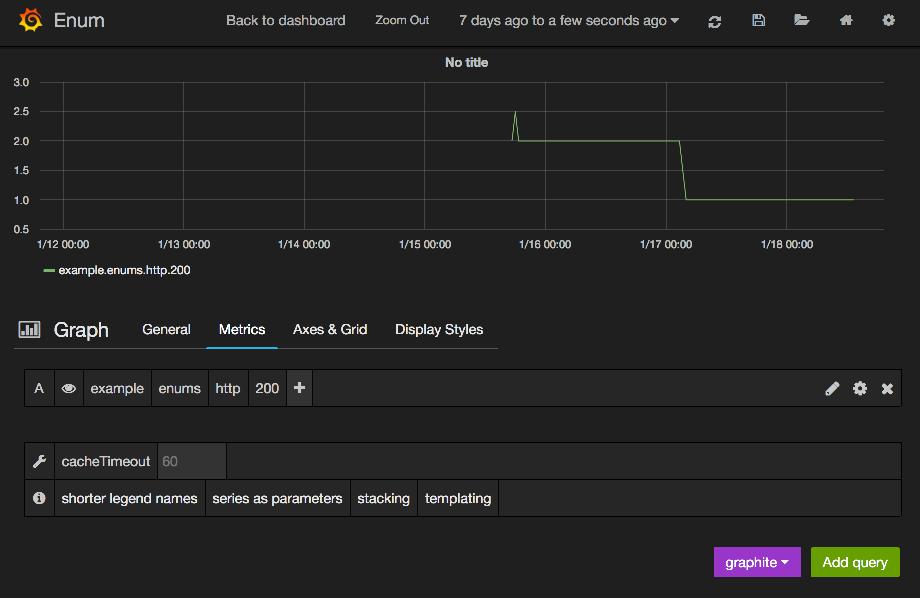 Enum Back to dashboard Zoom Out 7 days ago to a few seconds ago
No title
3.0
2.5
2.0
1.5
1.0
0.5
1/12 00:00 1/13 00:00 1/14 00:00 1/15 00:00 1/16 00:00 1/17 00:00 1/18 00:00
example.enums.http.200
Graph General Metrics Axes & Grid Display Styles
A example enums http 200 +
cacheTimeout 60
shorter legend names series as parameters stacking templating
graphite Add query